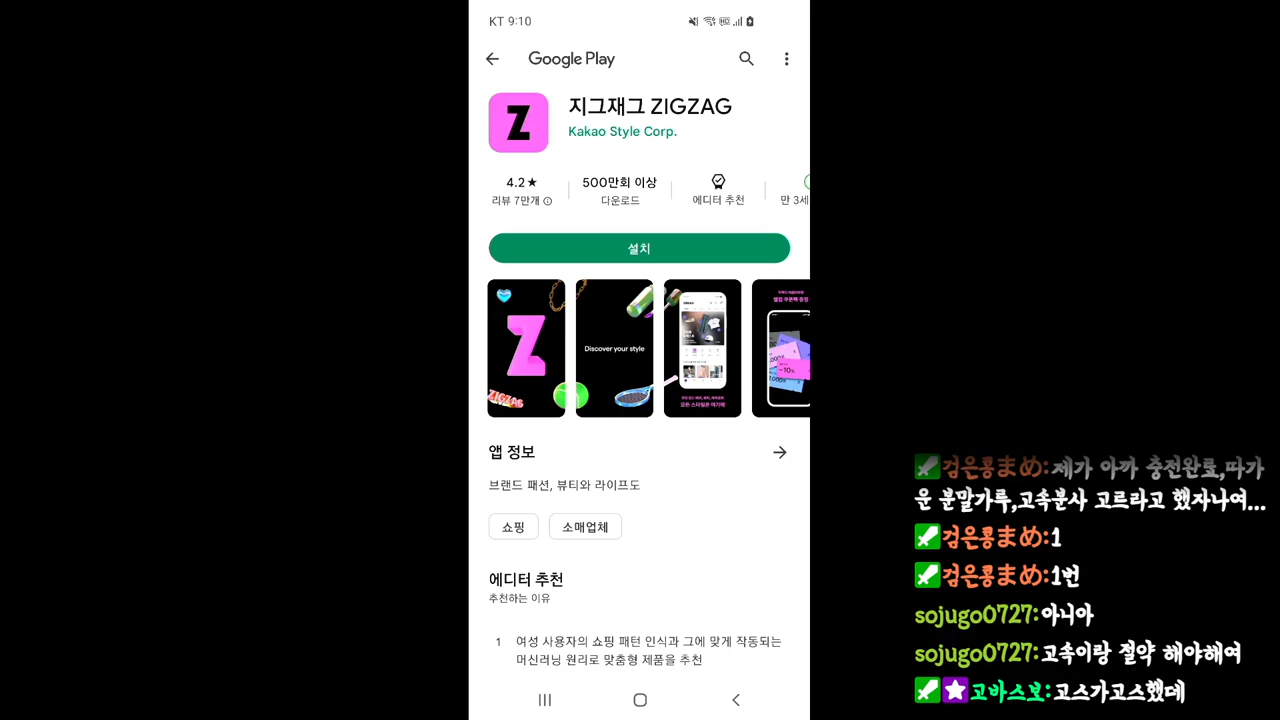 KT 9:10
Google Play
Z
지그재그 ZIGZAG
Kakao Style Corp.
4.2★
리뷰 7만개
500만회 이상
다운로드
에디터 추천
만 3세
설치
Z
ZIGZAG
Discover your style
모든 스타일은 여기에
앱 정보
브랜드 패션, 뷰티와 라이프도
쇼핑
소매업체
에디터 추천
추천하는 이유
1 여성 사용자의 쇼핑 패턴 인식과 그에 맞게 작동되는
머신러닝 원리로 맞춤형 제품을 추천
검은콩まめ:제가 아까 충전완료,따가
운 분말가루,고속분사 고르라고 했자나여...
검은콩まめ:1
검은콩まめ:1번
sojugo0727:아니아
sojugo0727:고속이랑 절약 해야해여
고바스보:고스가고스했데